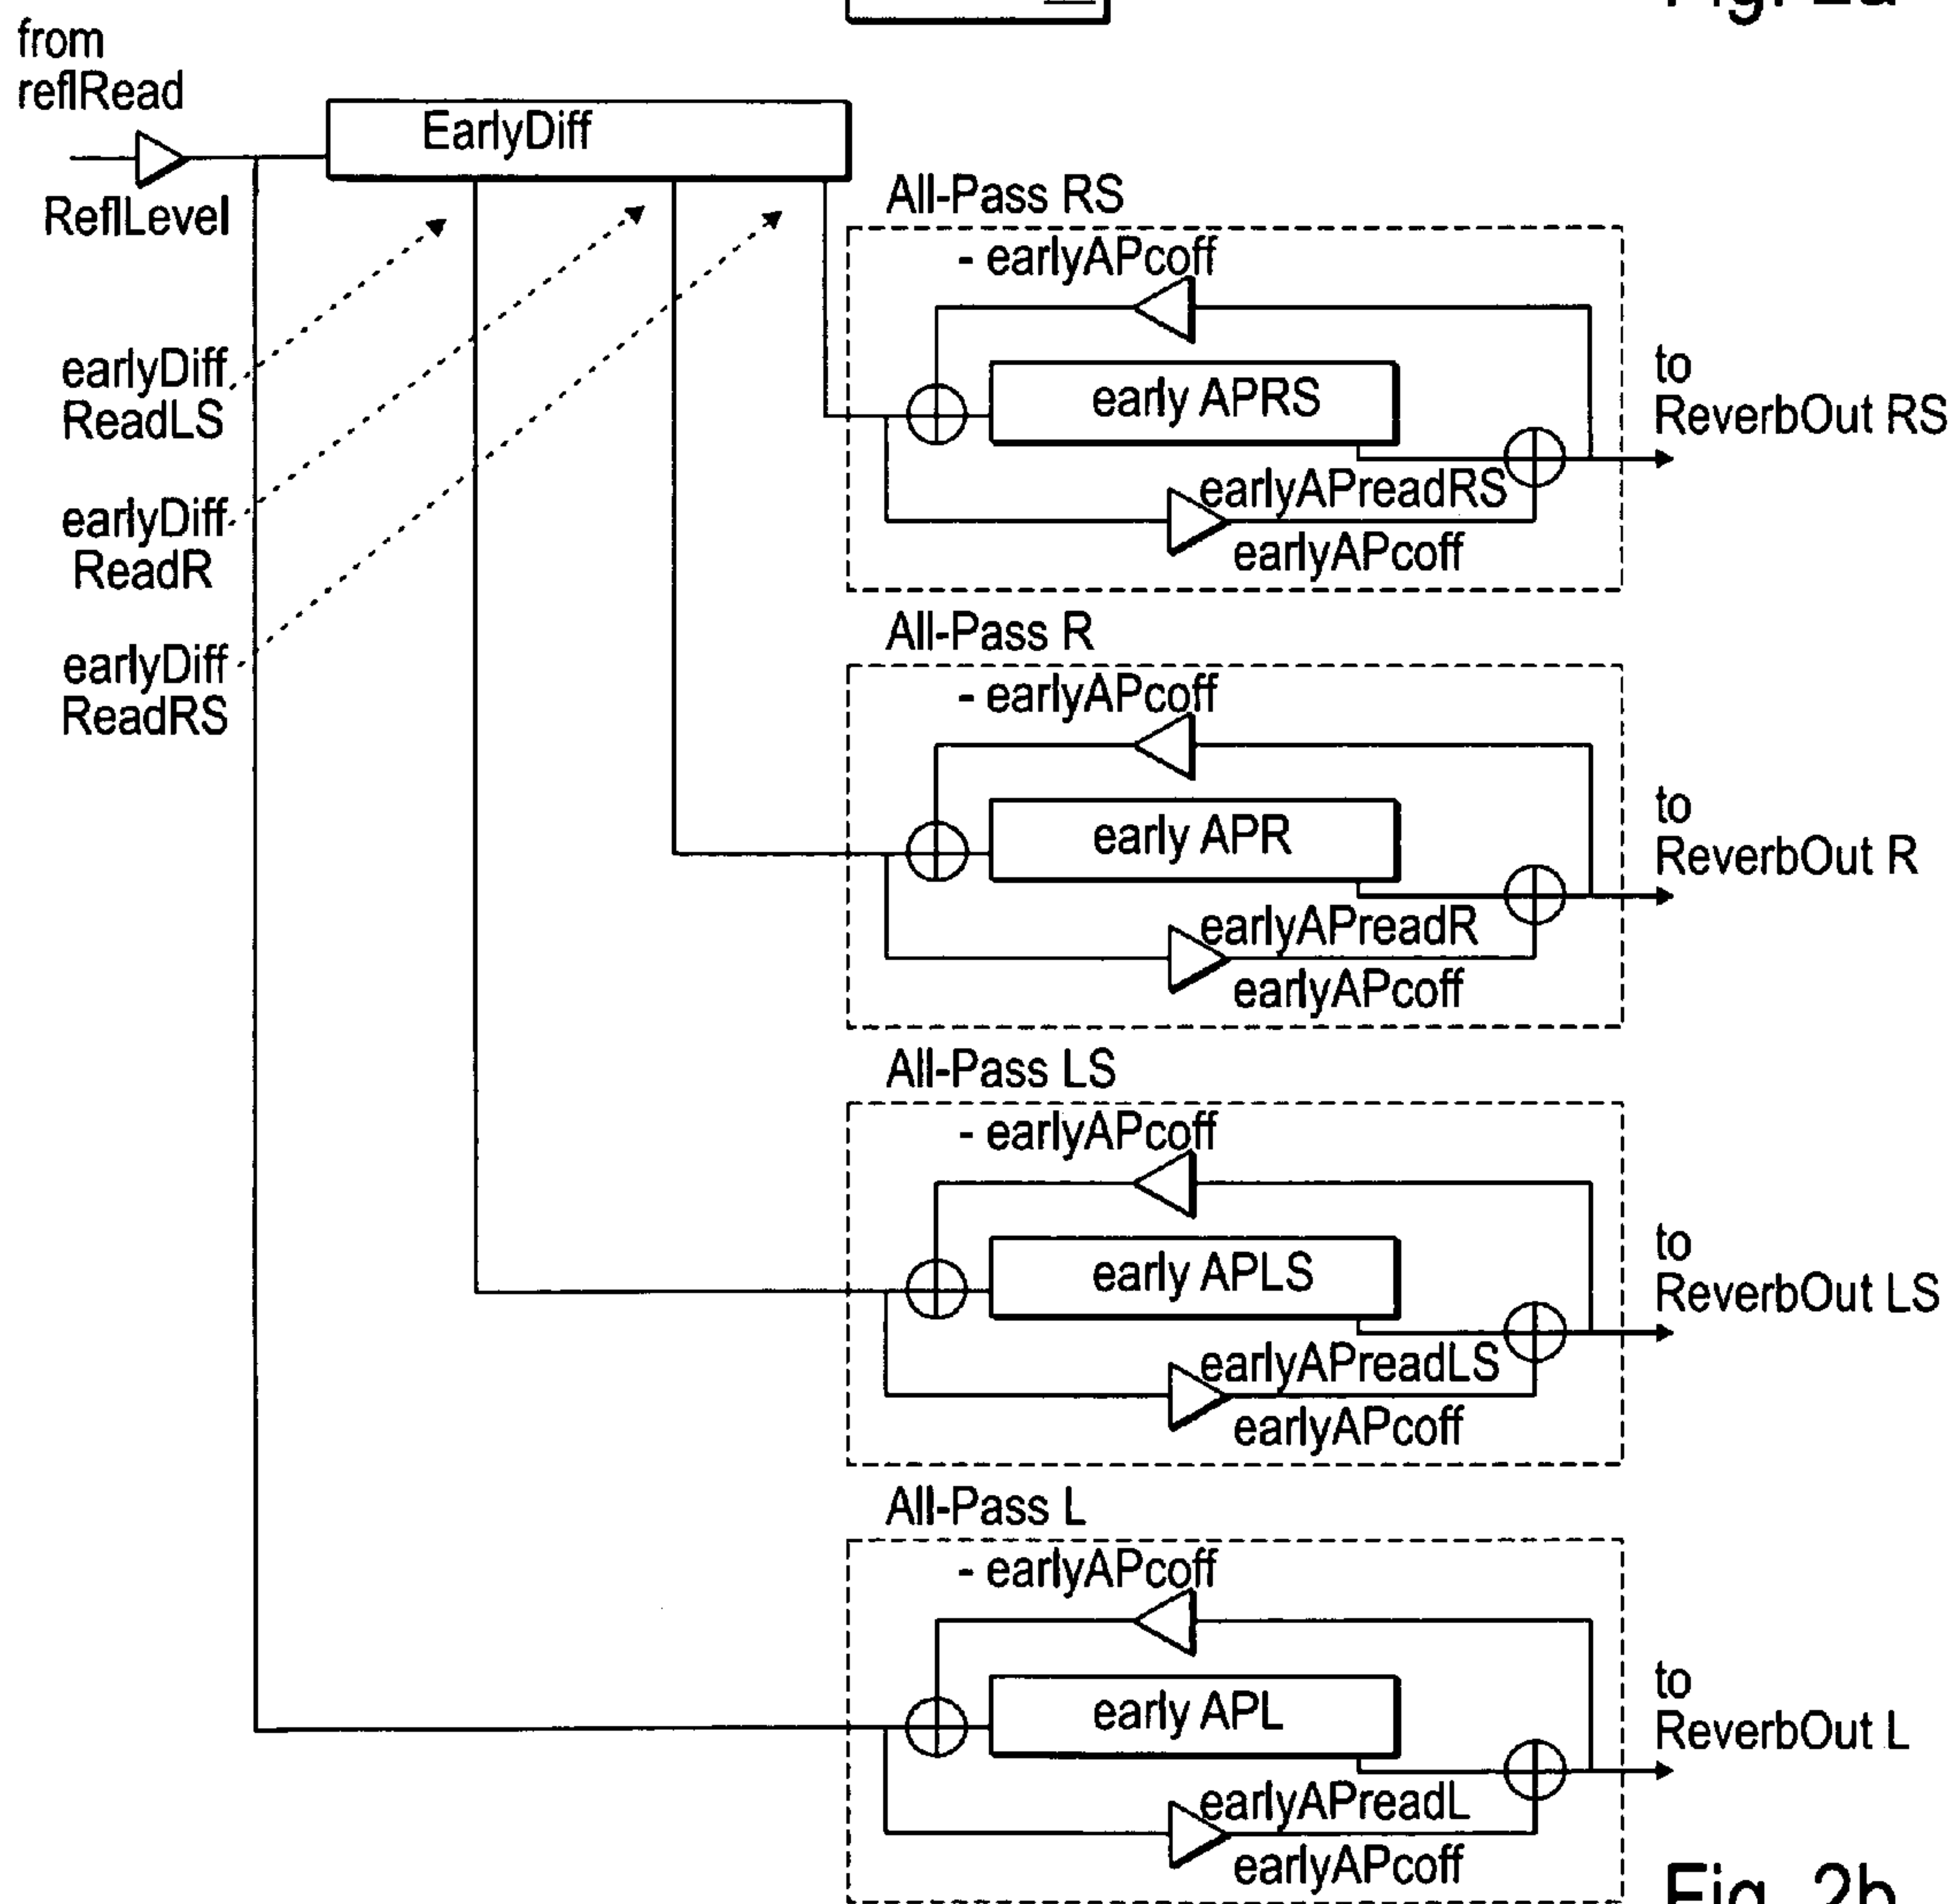 from
reflRead
EarlyDiff
ReflLevel
earlyDiff
ReadLS
earlyDiff
ReadR
earlyDiff
ReadRS
All-Pass RS
- earlyAPcoff
early APRS
earlyAPreadRS
earlyAPcoff
to
ReverbOut RS
All-Pass R
- earlyAPcoff
early APR
earlyAPreadR
earlyAPcoff
to
ReverbOut R
All-Pass LS
- earlyAPcoff
early APLS
earlyAPreadLS
earlyAPcoff
to
ReverbOut LS
All-Pass L
- earlyAPcoff
early APL
earlyAPreadL
earlyAPcoff
to
ReverbOut L
Fig. 2b